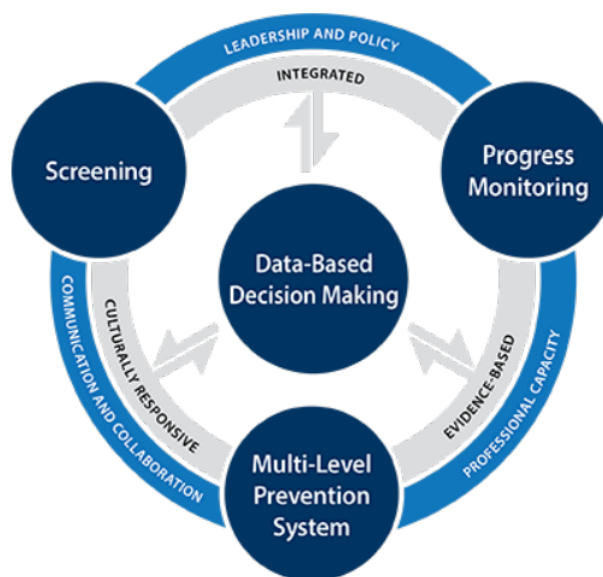 LEADERSHIP AND POLICY
INTEGRATED
Screening
Progress
Monitoring
Data-Based
Decision Making
COMMUNICATION AND COLLABORATION
CULTURALLY RESPONSIVE
EVIDENCE-BASED
PROFESSIONAL CAPACITY
Multi-Level
Prevention
System